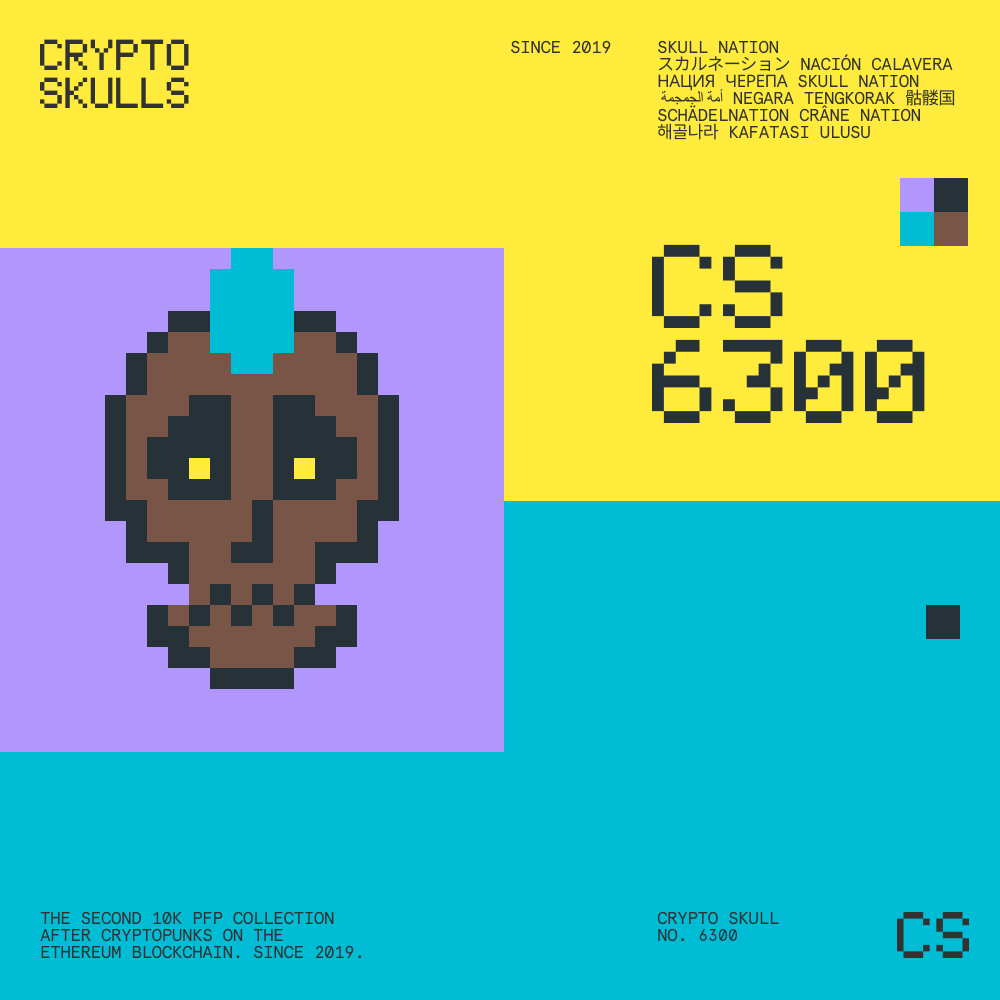 CRYPTO
SKULLS
SINCE 2019
SKULL NATION
スカルネーション NACIÓN CALAVERA
НАЦИЯ ЧЕРЕПА SKULL NATION
أمة الجمجمة NEGARA TENGKORAK 骷髅国
SCHÄDELNATION CRÂNE NATION
해골나라 KAFATASI ULUSU
CS
6300
THE SECOND 10K PFP COLLECTION
AFTER CRYPTOPUNKS ON THE
ETHEREUM BLOCKCHAIN. SINCE 2019.
CRYPTO SKULL
NO. 6300
CS